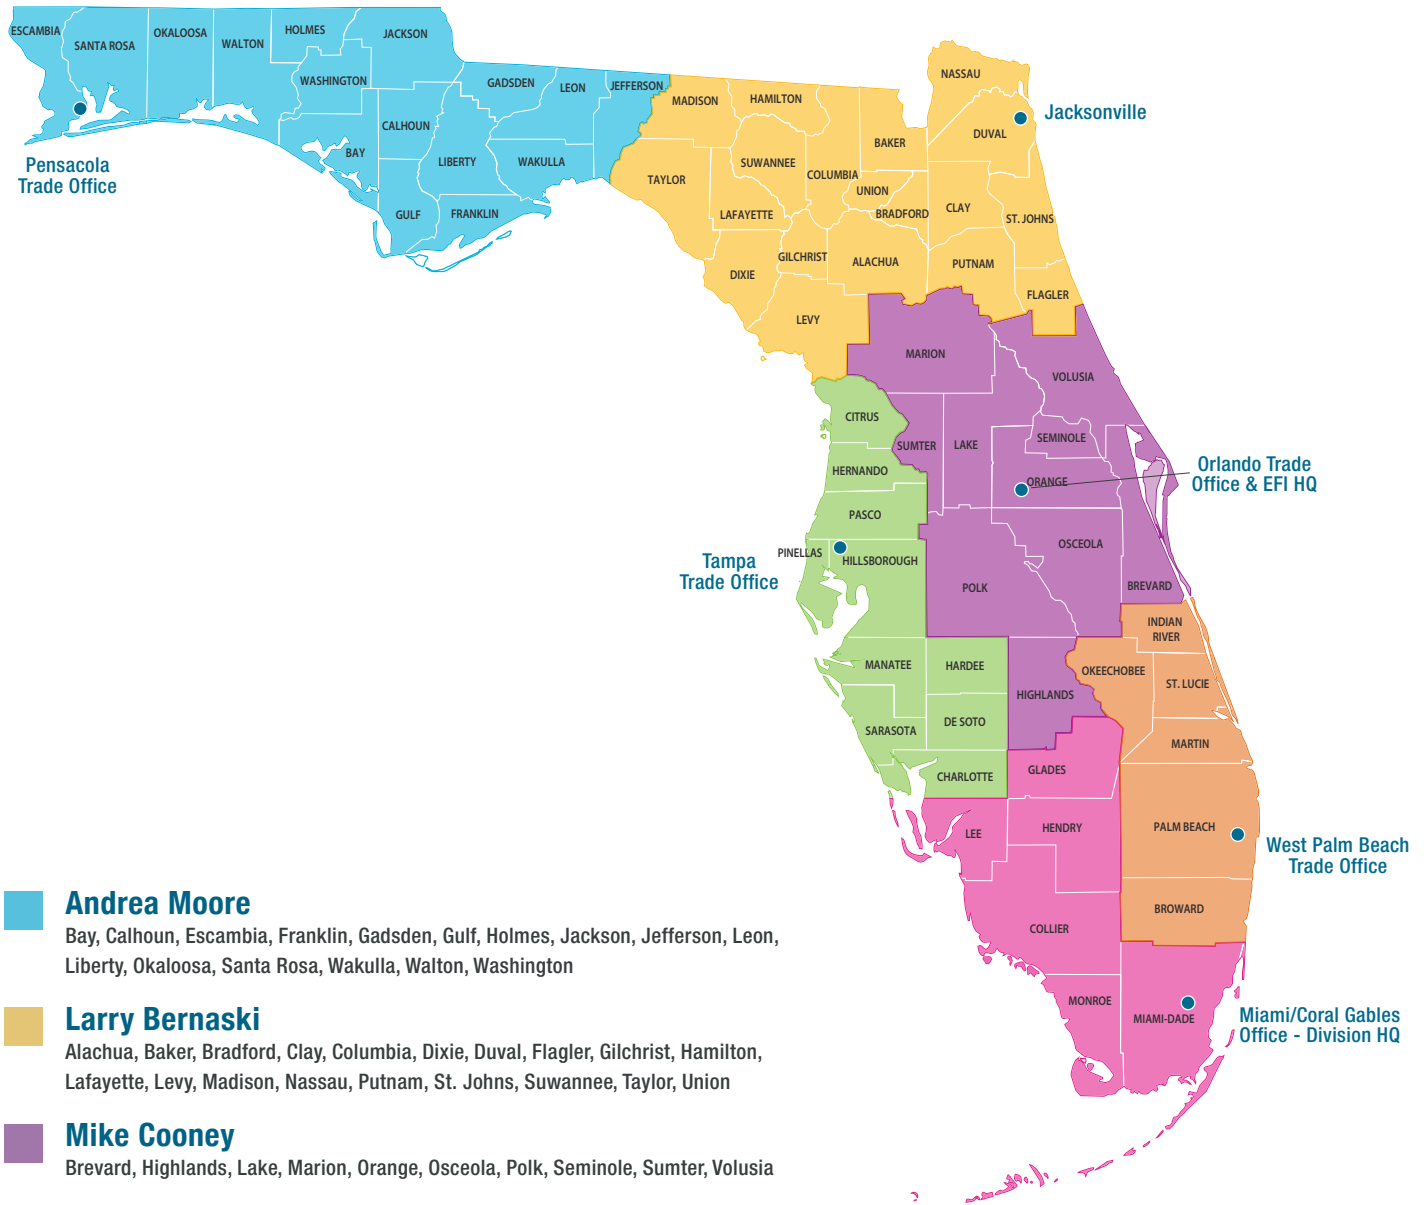 ESCAMBIA
SANTA ROSA
OKALOOSA
WALTON
HOLMES
WASHINGTON
JACKSON
BAY
CALHOUN
GULF
LIBERTY
GADSDEN
LEON
JEFFERSON
WAKULLA
FRANKLIN
Pensacola
Trade Office
MADISON
HAMILTON
TAYLOR
SUWANNEE
LAFAYETTE
COLUMBIA
BAKER
NASSAU
DUVAL
Jacksonville
UNION
BRADFORD
CLAY
ST. JOHNS
DIXIE
GILCHRIST
ALACHUA
PUTNAM
FLAGLER
LEVY
MARION
VOLUSIA
CITRUS
SUMTER
LAKE
SEMINOLE
HERNANDO
ORANGE
Orlando Trade
Office & EFI HQ
PASCO
PINELLAS
HILLSBOROUGH
Tampa
Trade Office
POLK
OSCEOLA
BREVARD
INDIAN
RIVER
MANATEE
HARDEE
HIGHLANDS
OKEECHOBEE
ST. LUCIE
SARASOTA
DE SOTO
MARTIN
CHARLOTTE
GLADES
LEE
HENDRY
PALM BEACH
West Palm Beach
Trade Office
COLLIER
BROWARD
MONROE
MIAMI-DADE
Miami/Coral Gables
Office - Division HQ
Andrea Moore
Bay, Calhoun, Escambia, Franklin, Gadsden, Gulf, Holmes, Jackson, Jefferson, Leon,
Liberty, Okaloosa, Santa Rosa, Wakulla, Walton, Washington
Larry Bernaski
Alachua, Baker, Bradford, Clay, Columbia, Dixie, Duval, Flagler, Gilchrist, Hamilton,
Lafayette, Levy, Madison, Nassau, Putnam, St. Johns, Suwannee, Taylor, Union
Mike Cooney
Brevard, Highlands, Lake, Marion, Orange, Osceola, Polk, Seminole, Sumter, Volusia